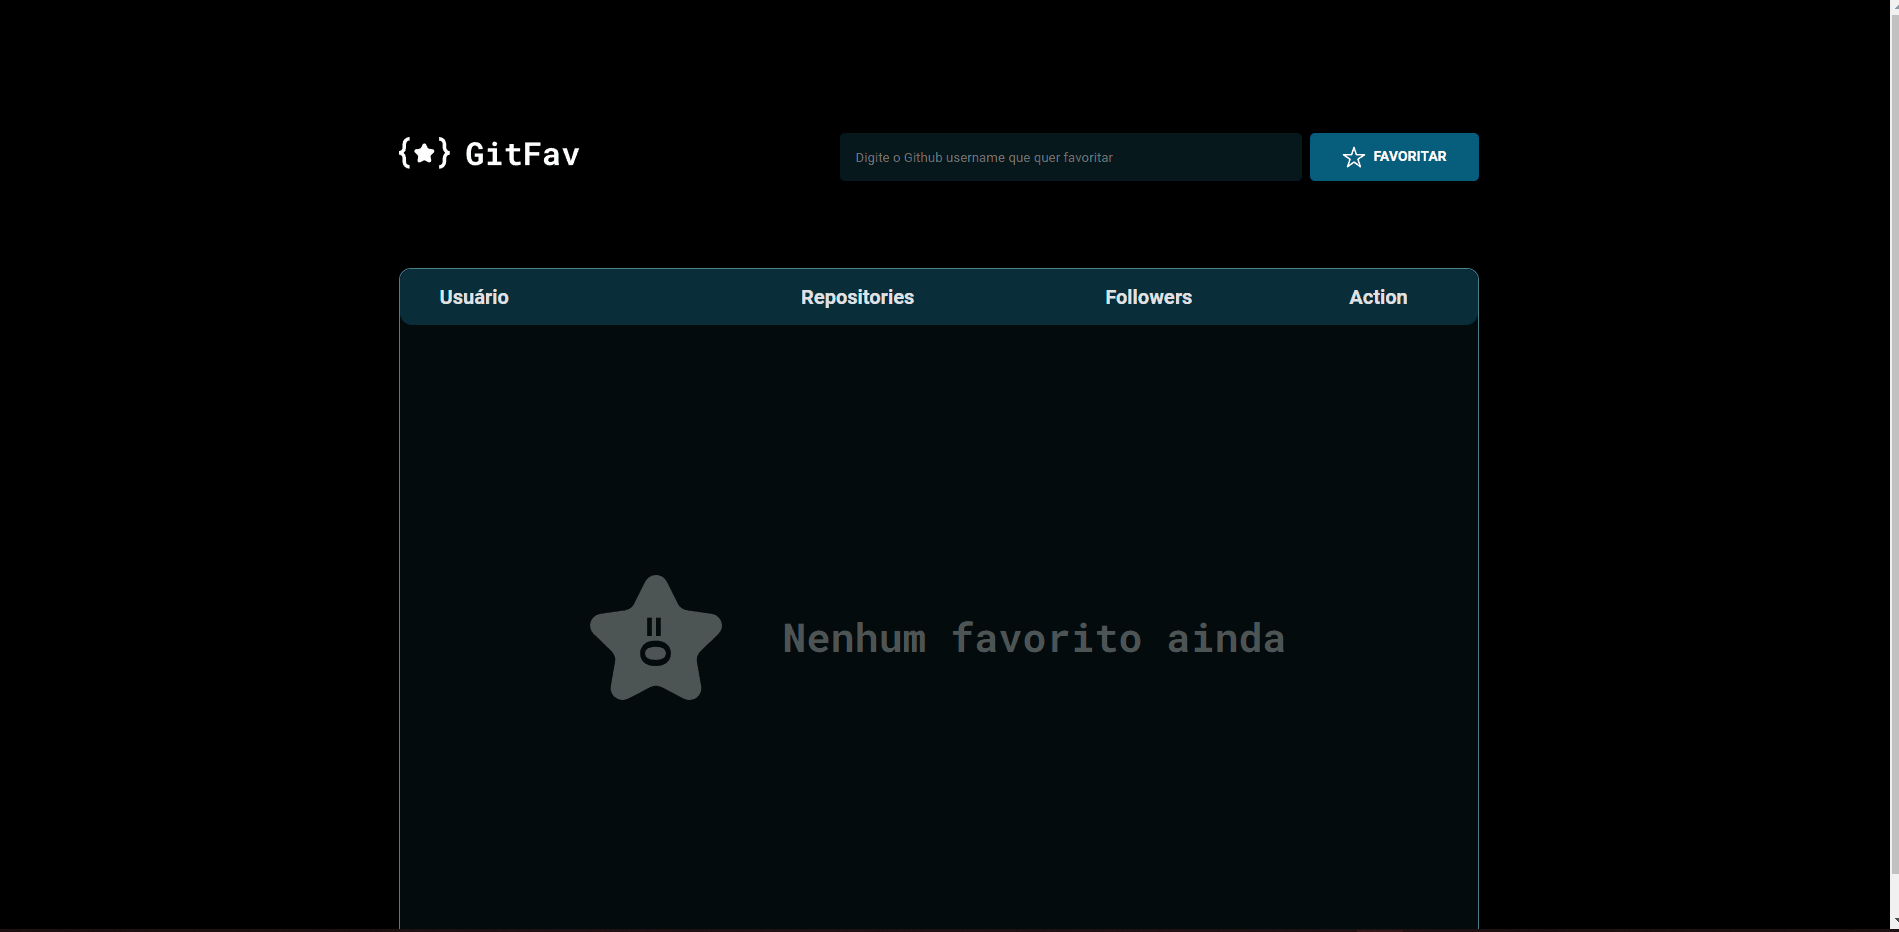 GitFav
Digite o Github username que quer favoritar
FAVORITAR
Usuário Repositories Followers Action
Nenhum favorito ainda